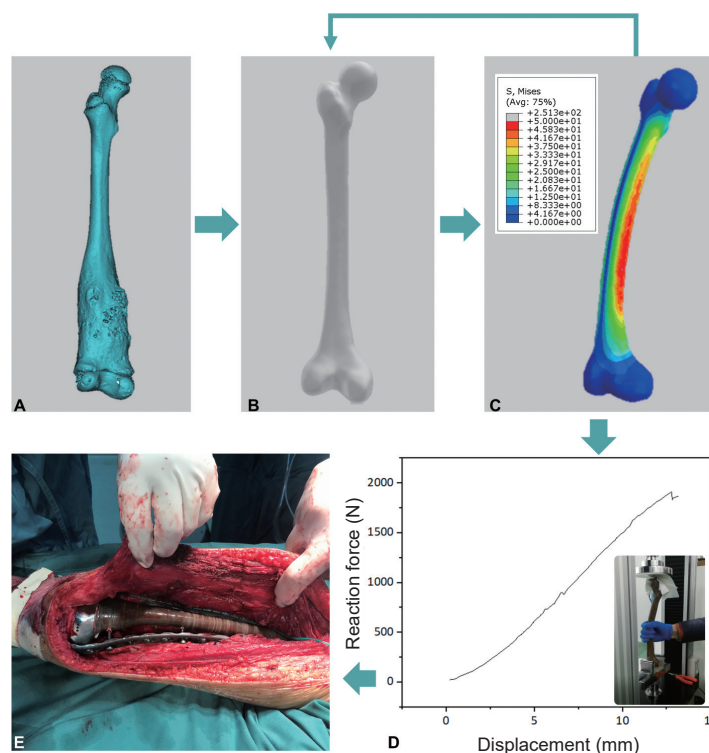 A
B
S, Mises
(Avg: 75%)
+2.513e+02
+5.000e+01
+4.583e+01
+4.167e+01
+3.750e+01
+3.333e+01
+2.917e+01
+2.500e+01
+2.083e+01
+1.667e+01
+1.250e+01
+8.333e+00
+4.167e+00
+0.000e+00
C
E
Reaction force (N)
2000
1500
1000
500
0
0
5
10
Displacement (mm)
D